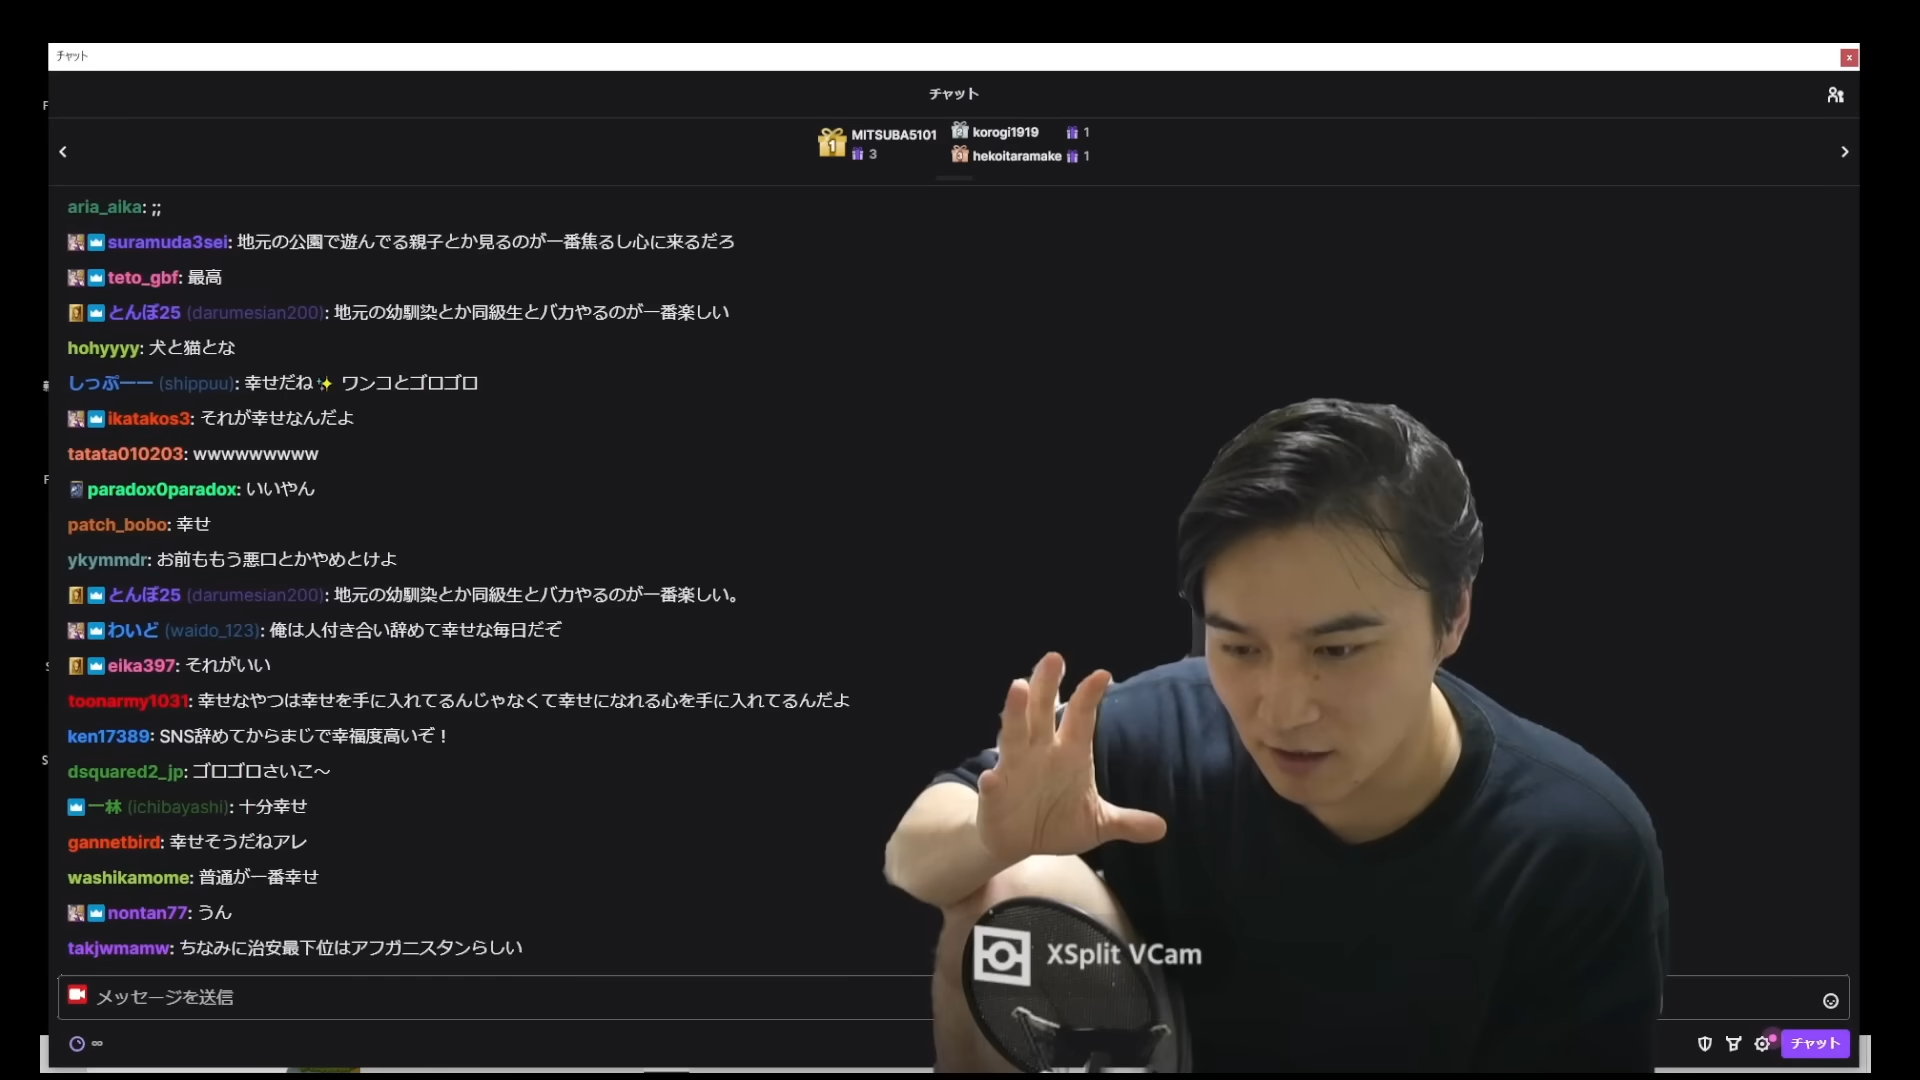 チャット
チャット
MITSUBA5101
3
korogi1919 1
hekoitaramake 1
aria_aika: ;;
suramuda3sei: 地元の公園で遊んでる親子とか見るのが一番焦るし心に来るだろ
teto_gbf: 最高
とんぼ25 (darumesian200): 地元の幼馴染とか同級生とバカやるのが一番楽しい
hohyyyy: 犬と猫とな
しっぷーー (shippuu): 幸せだね✨ ワンコとゴロゴロ
ikatakos3: それが幸せなんだよ
tatata010203: wwwwwwwww
paradox0paradox: いいやん
patch_bobo: 幸せ
ykymmdr: お前ももう悪口とかやめとけよ
とんぼ25 (darumesian200): 地元の幼馴染とか同級生とバカやるのが一番楽しい。
わいど (waido_123): 俺は人付き合い辞めて幸せな毎日だぞ
eika397: それがいい
toonarmy1031: 幸せなやつは幸せを手に入れてるんじゃなくて幸せになれる心を手に入れてるんだよ
ken17389: SNS辞めてからまじで幸福度高いぞ！
dsquared2_jp: ゴロゴロさいこ〜
一林 (ichibayashi): 十分幸せ
gannetbird: 幸せそうだねアレ
washikamome: 普通が一番幸せ
nontan77: うん
takjwmamw: ちなみに治安最下位はアフガニスタンらしい
XSplit VCam
メッセージを送信
∞
チャット